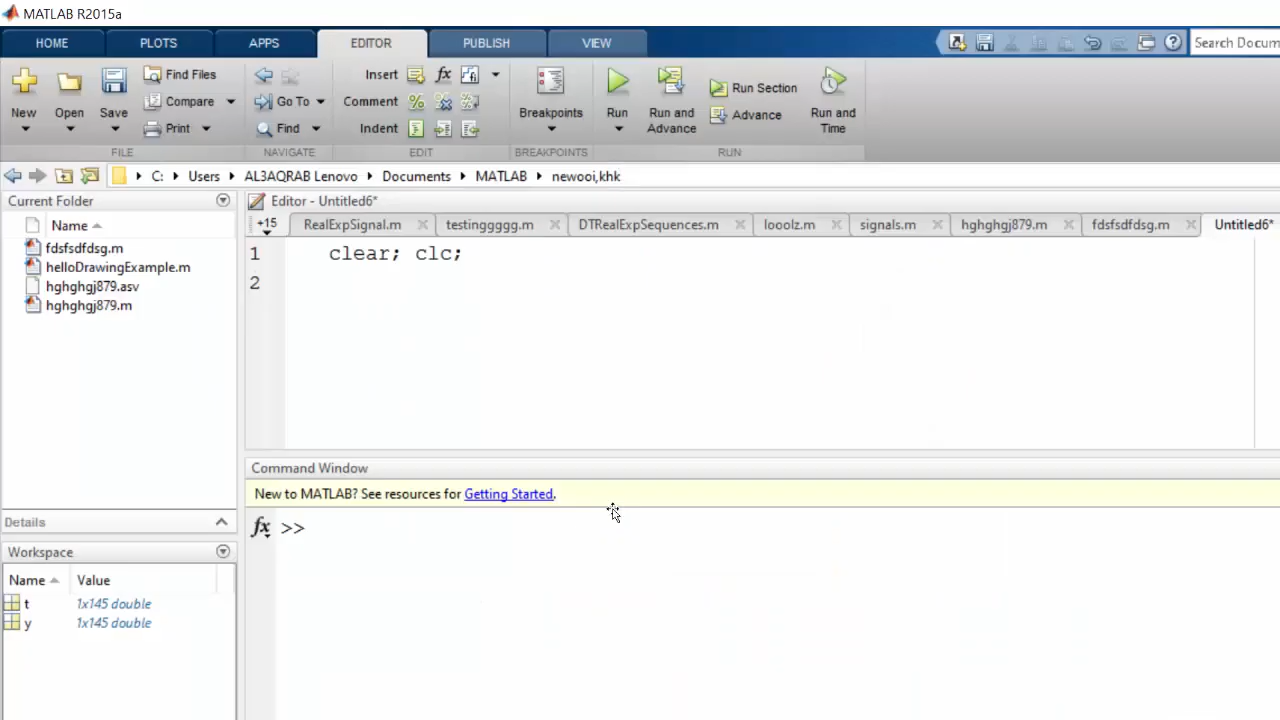 MATLAB R2015a
HOME PLOTS APPS EDITOR PUBLISH VIEW Search Docum
New Open Save Find Files Compare Print
Insert fx Comment Indent
Go To Find
Breakpoints Run Run and Advance Run Section Advance Run and Time
FILE NAVIGATE EDIT BREAKPOINTS RUN
C: Users AL3AQRAB Lenovo Documents MATLAB newooi,khk
Current Folder
Name
fdsfsdfdsg.m
helloDrawingExample.m
hghghgj879.asv
hghghgj879.m
Details
Workspace
Name Value
t 1x145 double
y 1x145 double
Editor - Untitled6*
+15 RealExpSignal.m testinggggg.m DTRealExpSequences.m looolz.m signals.m hghghgj879.m fdsfsdfdsg.m Untitled6*
1 clear; clc;
2
Command Window
New to MATLAB? See resources for Getting Started.
fx >>